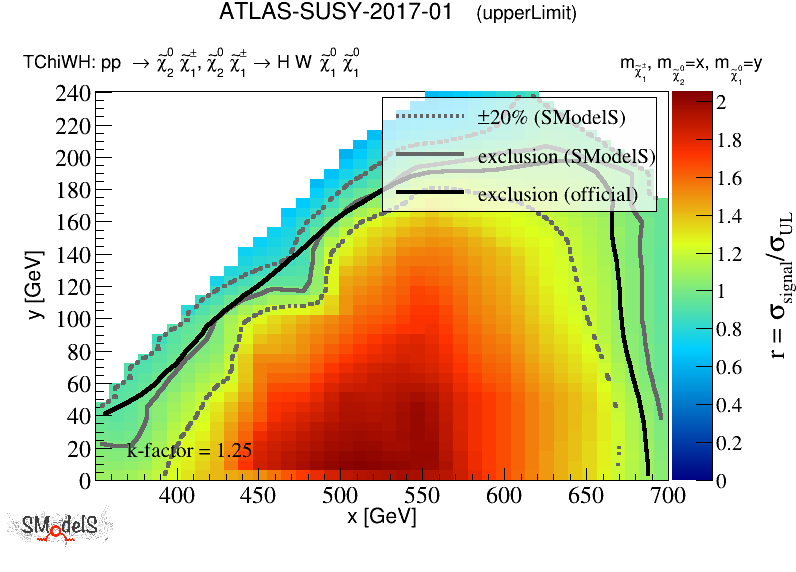 ATLAS-SUSY-2017-01 (upperLimit)
TChiWH: pp → χ̃⁰₂ χ̃±₁, χ̃⁰₂ χ̃±₁ → H W χ̃⁰₁ χ̃⁰₁
m_χ̃±₁, m_χ̃⁰₂=x, m_χ̃⁰₁=y
±20% (SModelS)
exclusion (SModelS)
exclusion (official)
240
220
200
180
160
140
120
100
80
60
40
20
0
y [GeV]
k-factor = 1.25
400 450 500 550 600 650 700
x [GeV]
2
1.8
1.6
1.4
1.2
1
0.8
0.6
0.4
0.2
0
r = σ_signal/σ_UL
SModelS